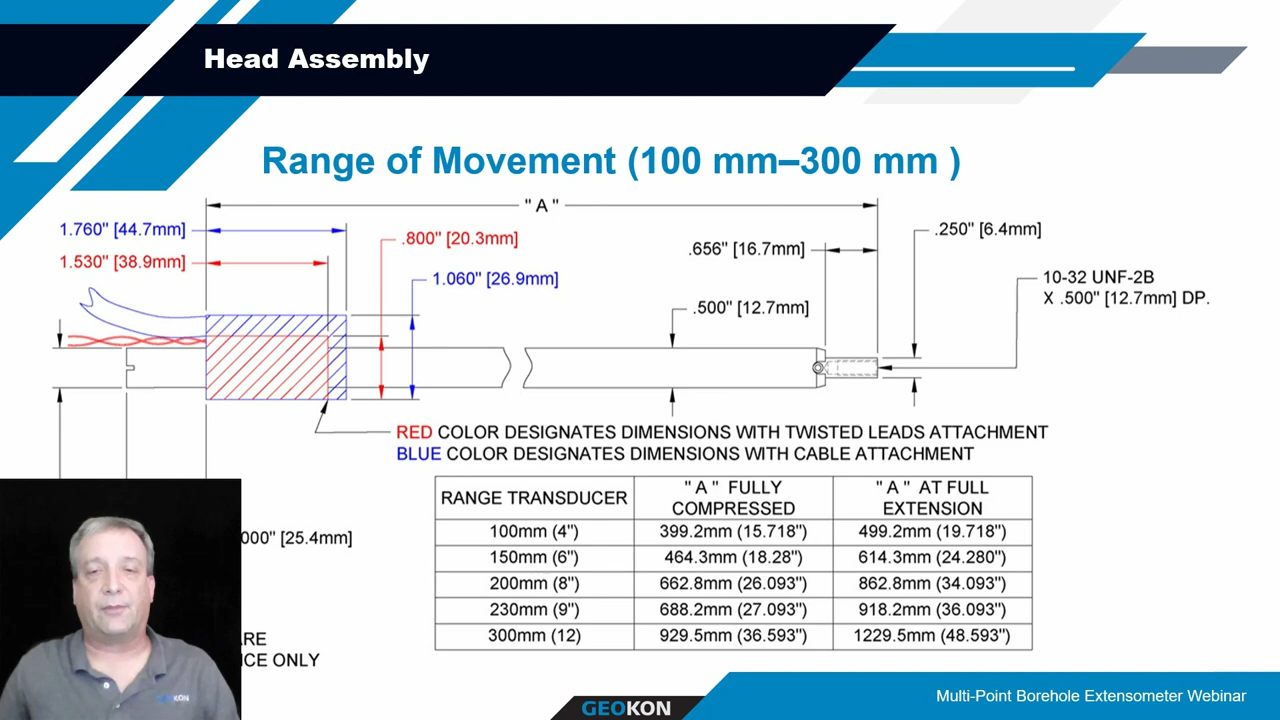 Head Assembly
Range of Movement (100 mm–300 mm )
" A "
1.760" [44.7mm]
1.530" [38.9mm]
.800" [20.3mm]
1.060" [26.9mm]
.656" [16.7mm]
.500" [12.7mm]
.250" [6.4mm]
10-32 UNF-2B
X .500" [12.7mm] DP.
RED COLOR DESIGNATES DIMENSIONS WITH TWISTED LEADS ATTACHMENT
BLUE COLOR DESIGNATES DIMENSIONS WITH CABLE ATTACHMENT
RANGE TRANSDUCER " A " FULLY COMPRESSED " A " AT FULL EXTENSION
100mm (4") 399.2mm (15.718") 499.2mm (19.718")
150mm (6") 464.3mm (18.28") 614.3mm (24.280")
200mm (8") 662.8mm (26.093") 862.8mm (34.093")
230mm (9") 688.2mm (27.093") 918.2mm (36.093")
300mm (12) 929.5mm (36.593") 1229.5mm (48.593")
000" [25.4mm]
ARE
ICE ONLY
GEOKON
GEOKON
Multi-Point Borehole Extensometer Webinar